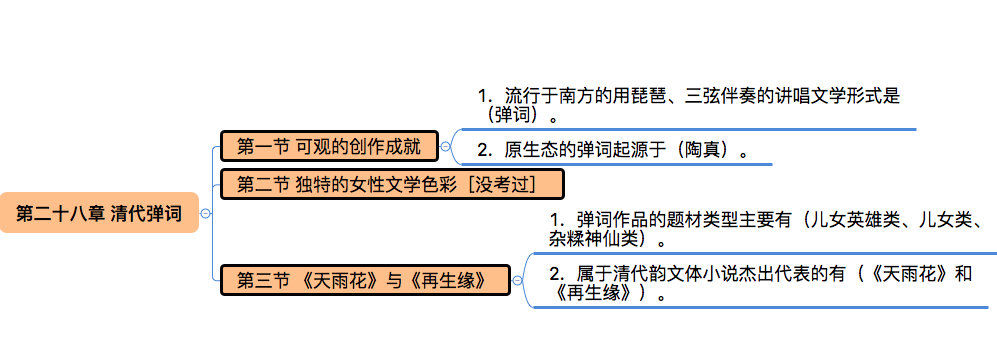 第二十八章 清代弹词
第一节 可观的创作成就
1．流行于南方的用琵琶、三弦伴奏的讲唱文学形式是
（弹词）。
2．原生态的弹词起源于（陶真）。
第二节 独特的女性文学色彩［没考过］
第三节 《天雨花》与《再生缘》
1．弹词作品的题材类型主要有（儿女英雄类、儿女类、
杂糅神仙类）。
2．属于清代韵文体小说杰出代表的有（《天雨花》和
《再生缘》）。